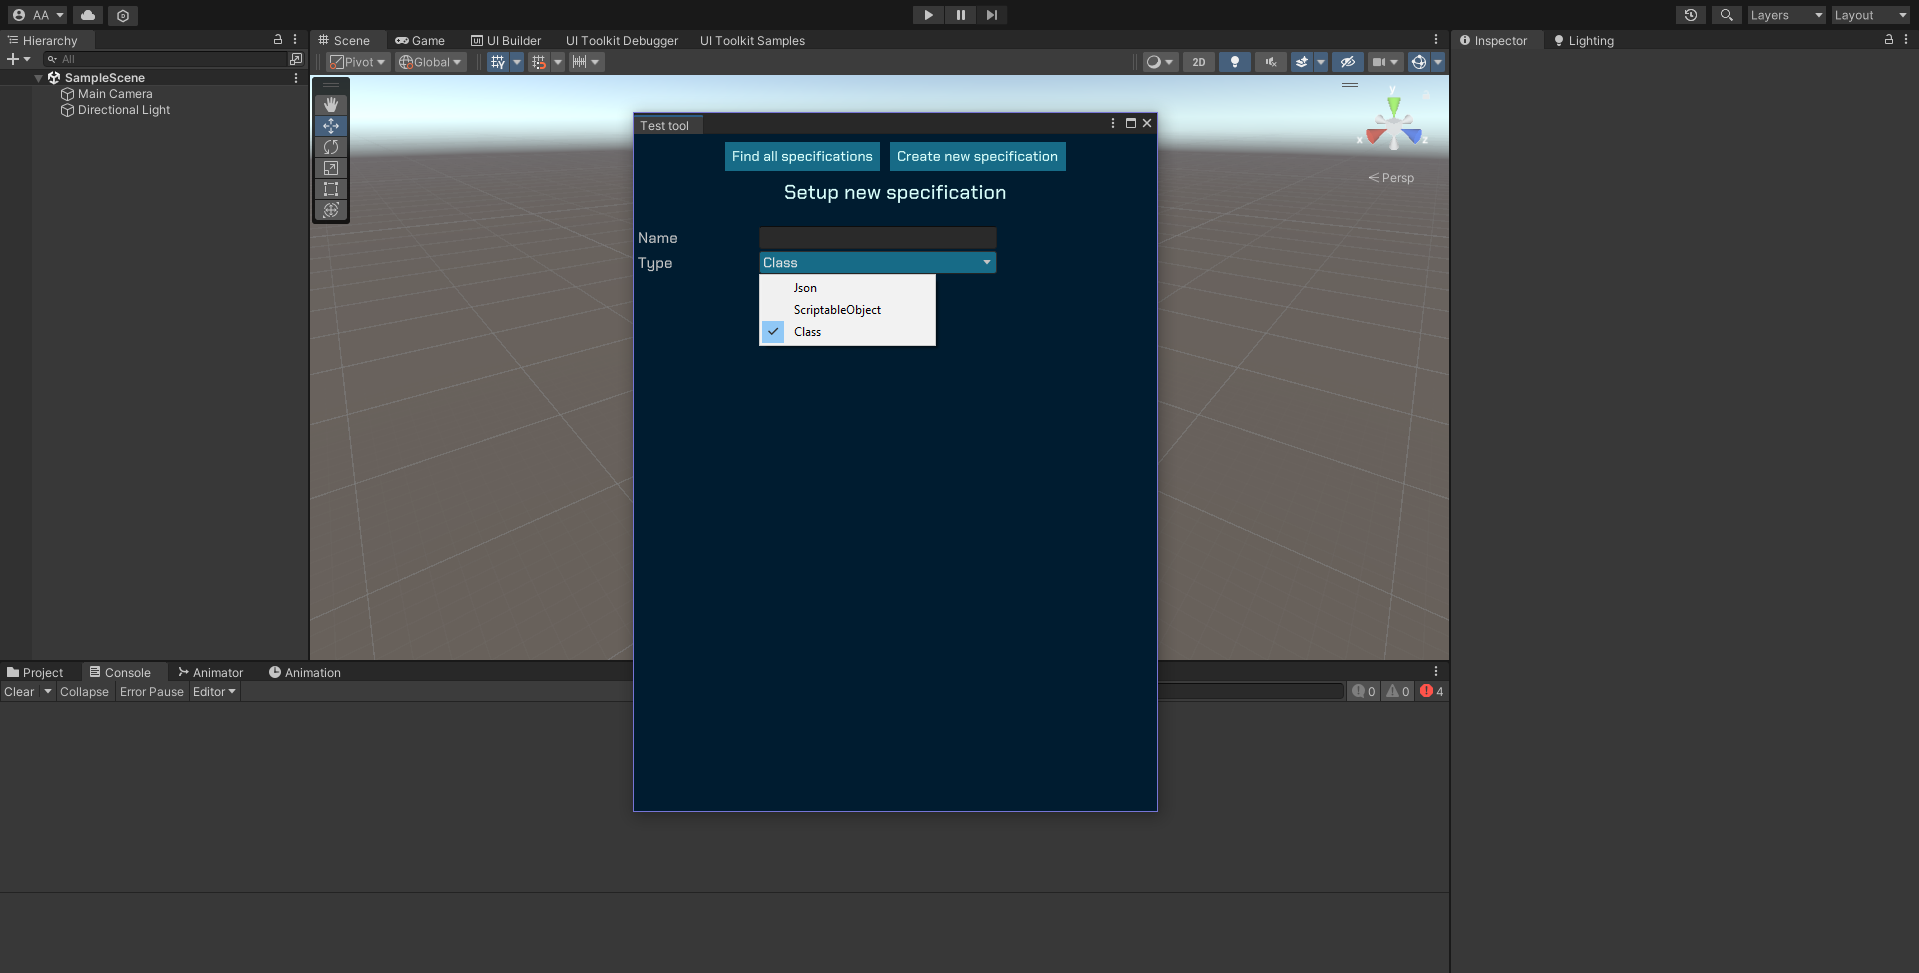 AA
Layers
Layout
Hierarchy
All
SampleScene
Main Camera
Directional Light
Scene
Game
UI Builder
UI Toolkit Debugger
UI Toolkit Samples
Pivot
Global
2D
y
x
z
Persp
Inspector
Lighting
Test tool
Find all specifications
Create new specification
Setup new specification
Name
Type
Class
Json
ScriptableObject
Class
Project
Console
Animator
Animation
Clear
Collapse
Error Pause
Editor
0
0
4